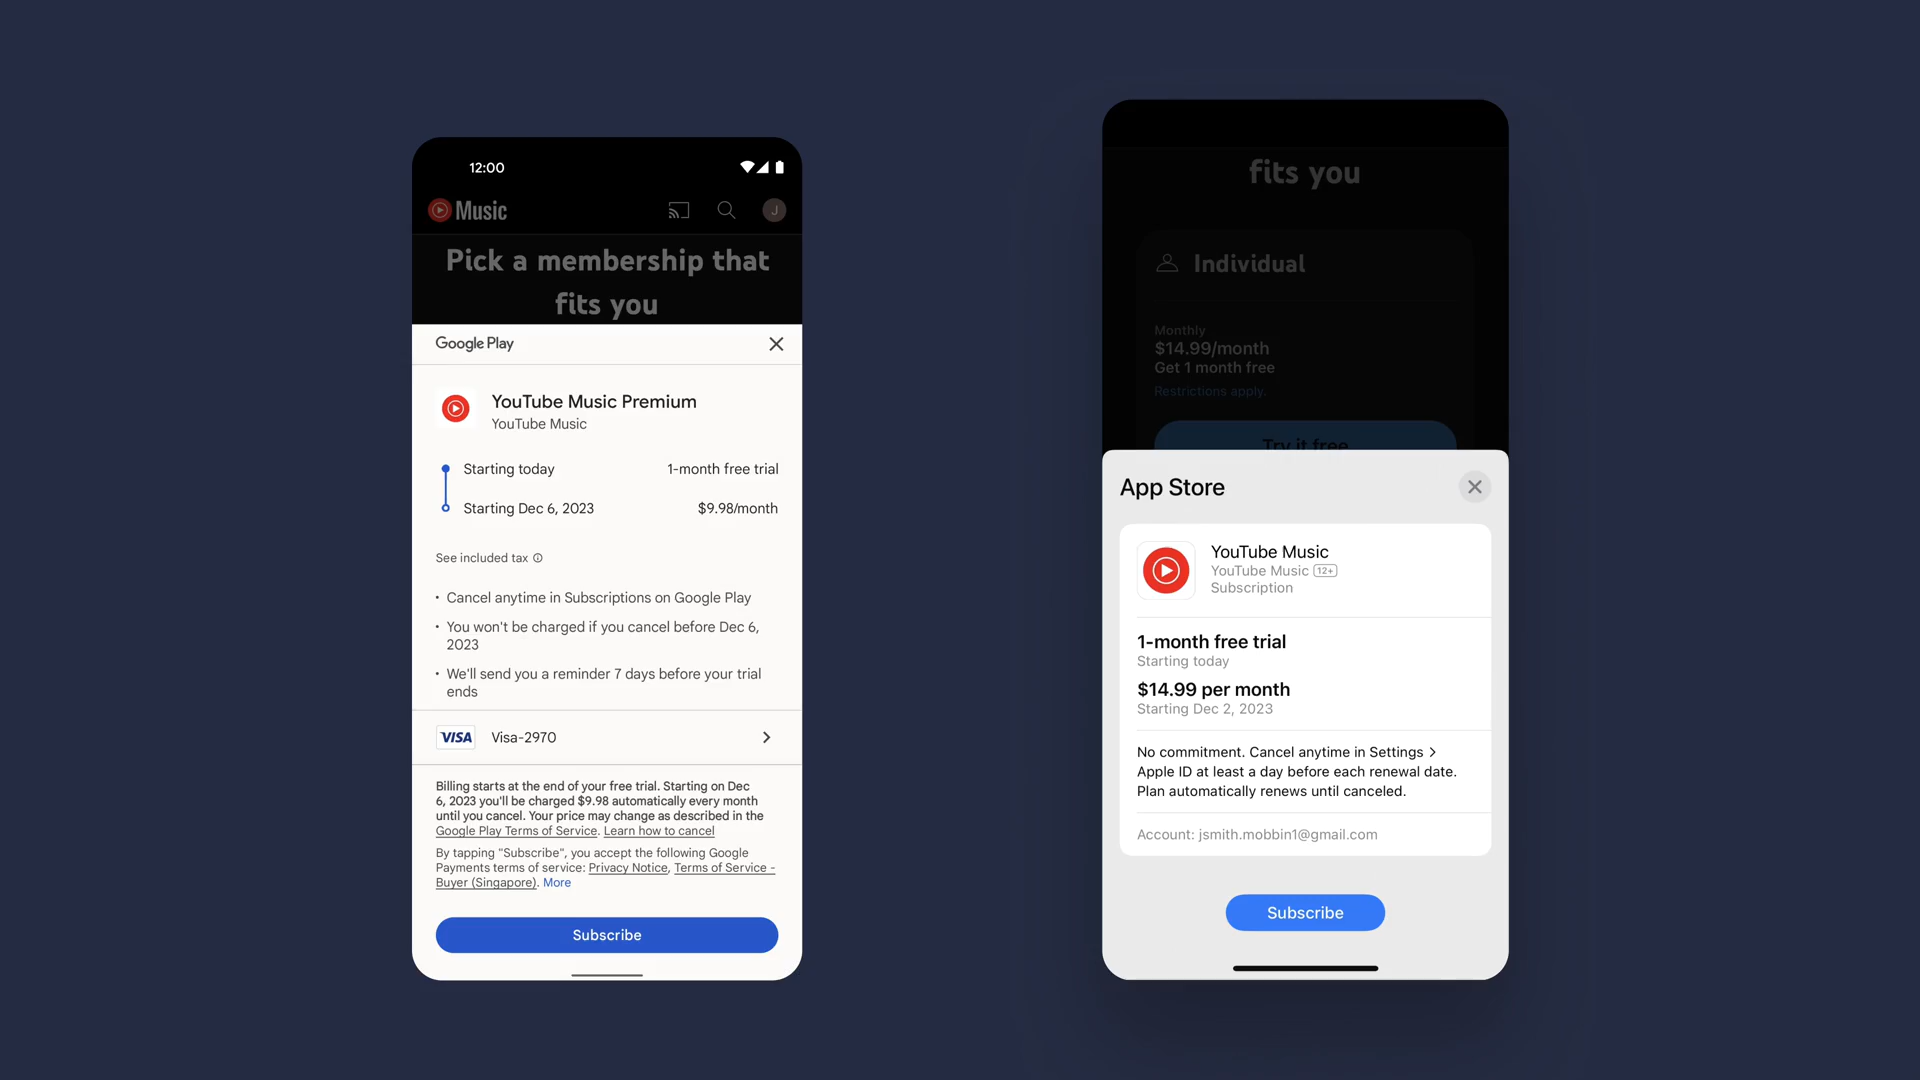 12:00
Music
J
Pick a membership that
fits you
Google Play
YouTube Music Premium
YouTube Music
Starting today 1-month free trial
Starting Dec 6, 2023 $9.98/month
See included tax
• Cancel anytime in Subscriptions on Google Play
• You won't be charged if you cancel before Dec 6,
2023
• We'll send you a reminder 7 days before your trial
ends
VISA Visa-2970
Billing starts at the end of your free trial. Starting on Dec
6, 2023 you'll be charged $9.98 automatically every month
until you cancel. Your price may change as described in the
Google Play Terms of Service. Learn how to cancel
By tapping "Subscribe", you accept the following Google
Payments terms of service: Privacy Notice, Terms of Service -
Buyer (Singapore). More
Subscribe
fits you
Individual
Monthly
$14.99/month
Get 1 month free
Restrictions apply.
Try it free
App Store
YouTube Music
YouTube Music 12+
Subscription
1-month free trial
Starting today
$14.99 per month
Starting Dec 2, 2023
No commitment. Cancel anytime in Settings >
Apple ID at least a day before each renewal date.
Plan automatically renews until canceled.
Account: jsmith.mobbin1@gmail.com
Subscribe